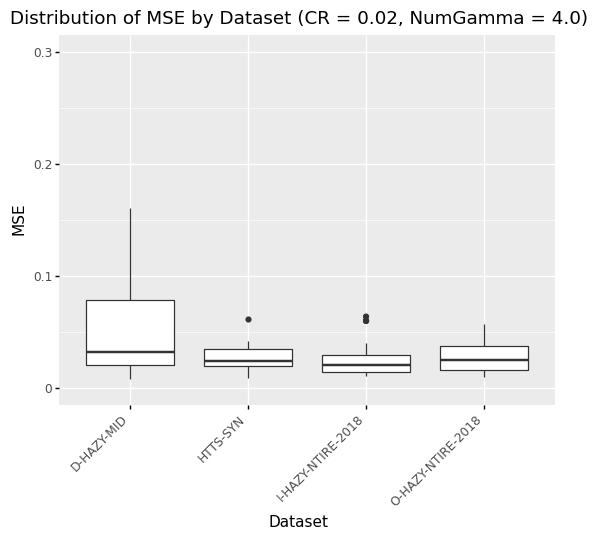 Distribution of MSE by Dataset (CR = 0.02, NumGamma = 4.0)
0.3
0.2
0.1
0
MSE
D-HAZY-MID
HTTS-SYN
I-HAZY-NTIRE-2018
O-HAZY-NTIRE-2018
Dataset